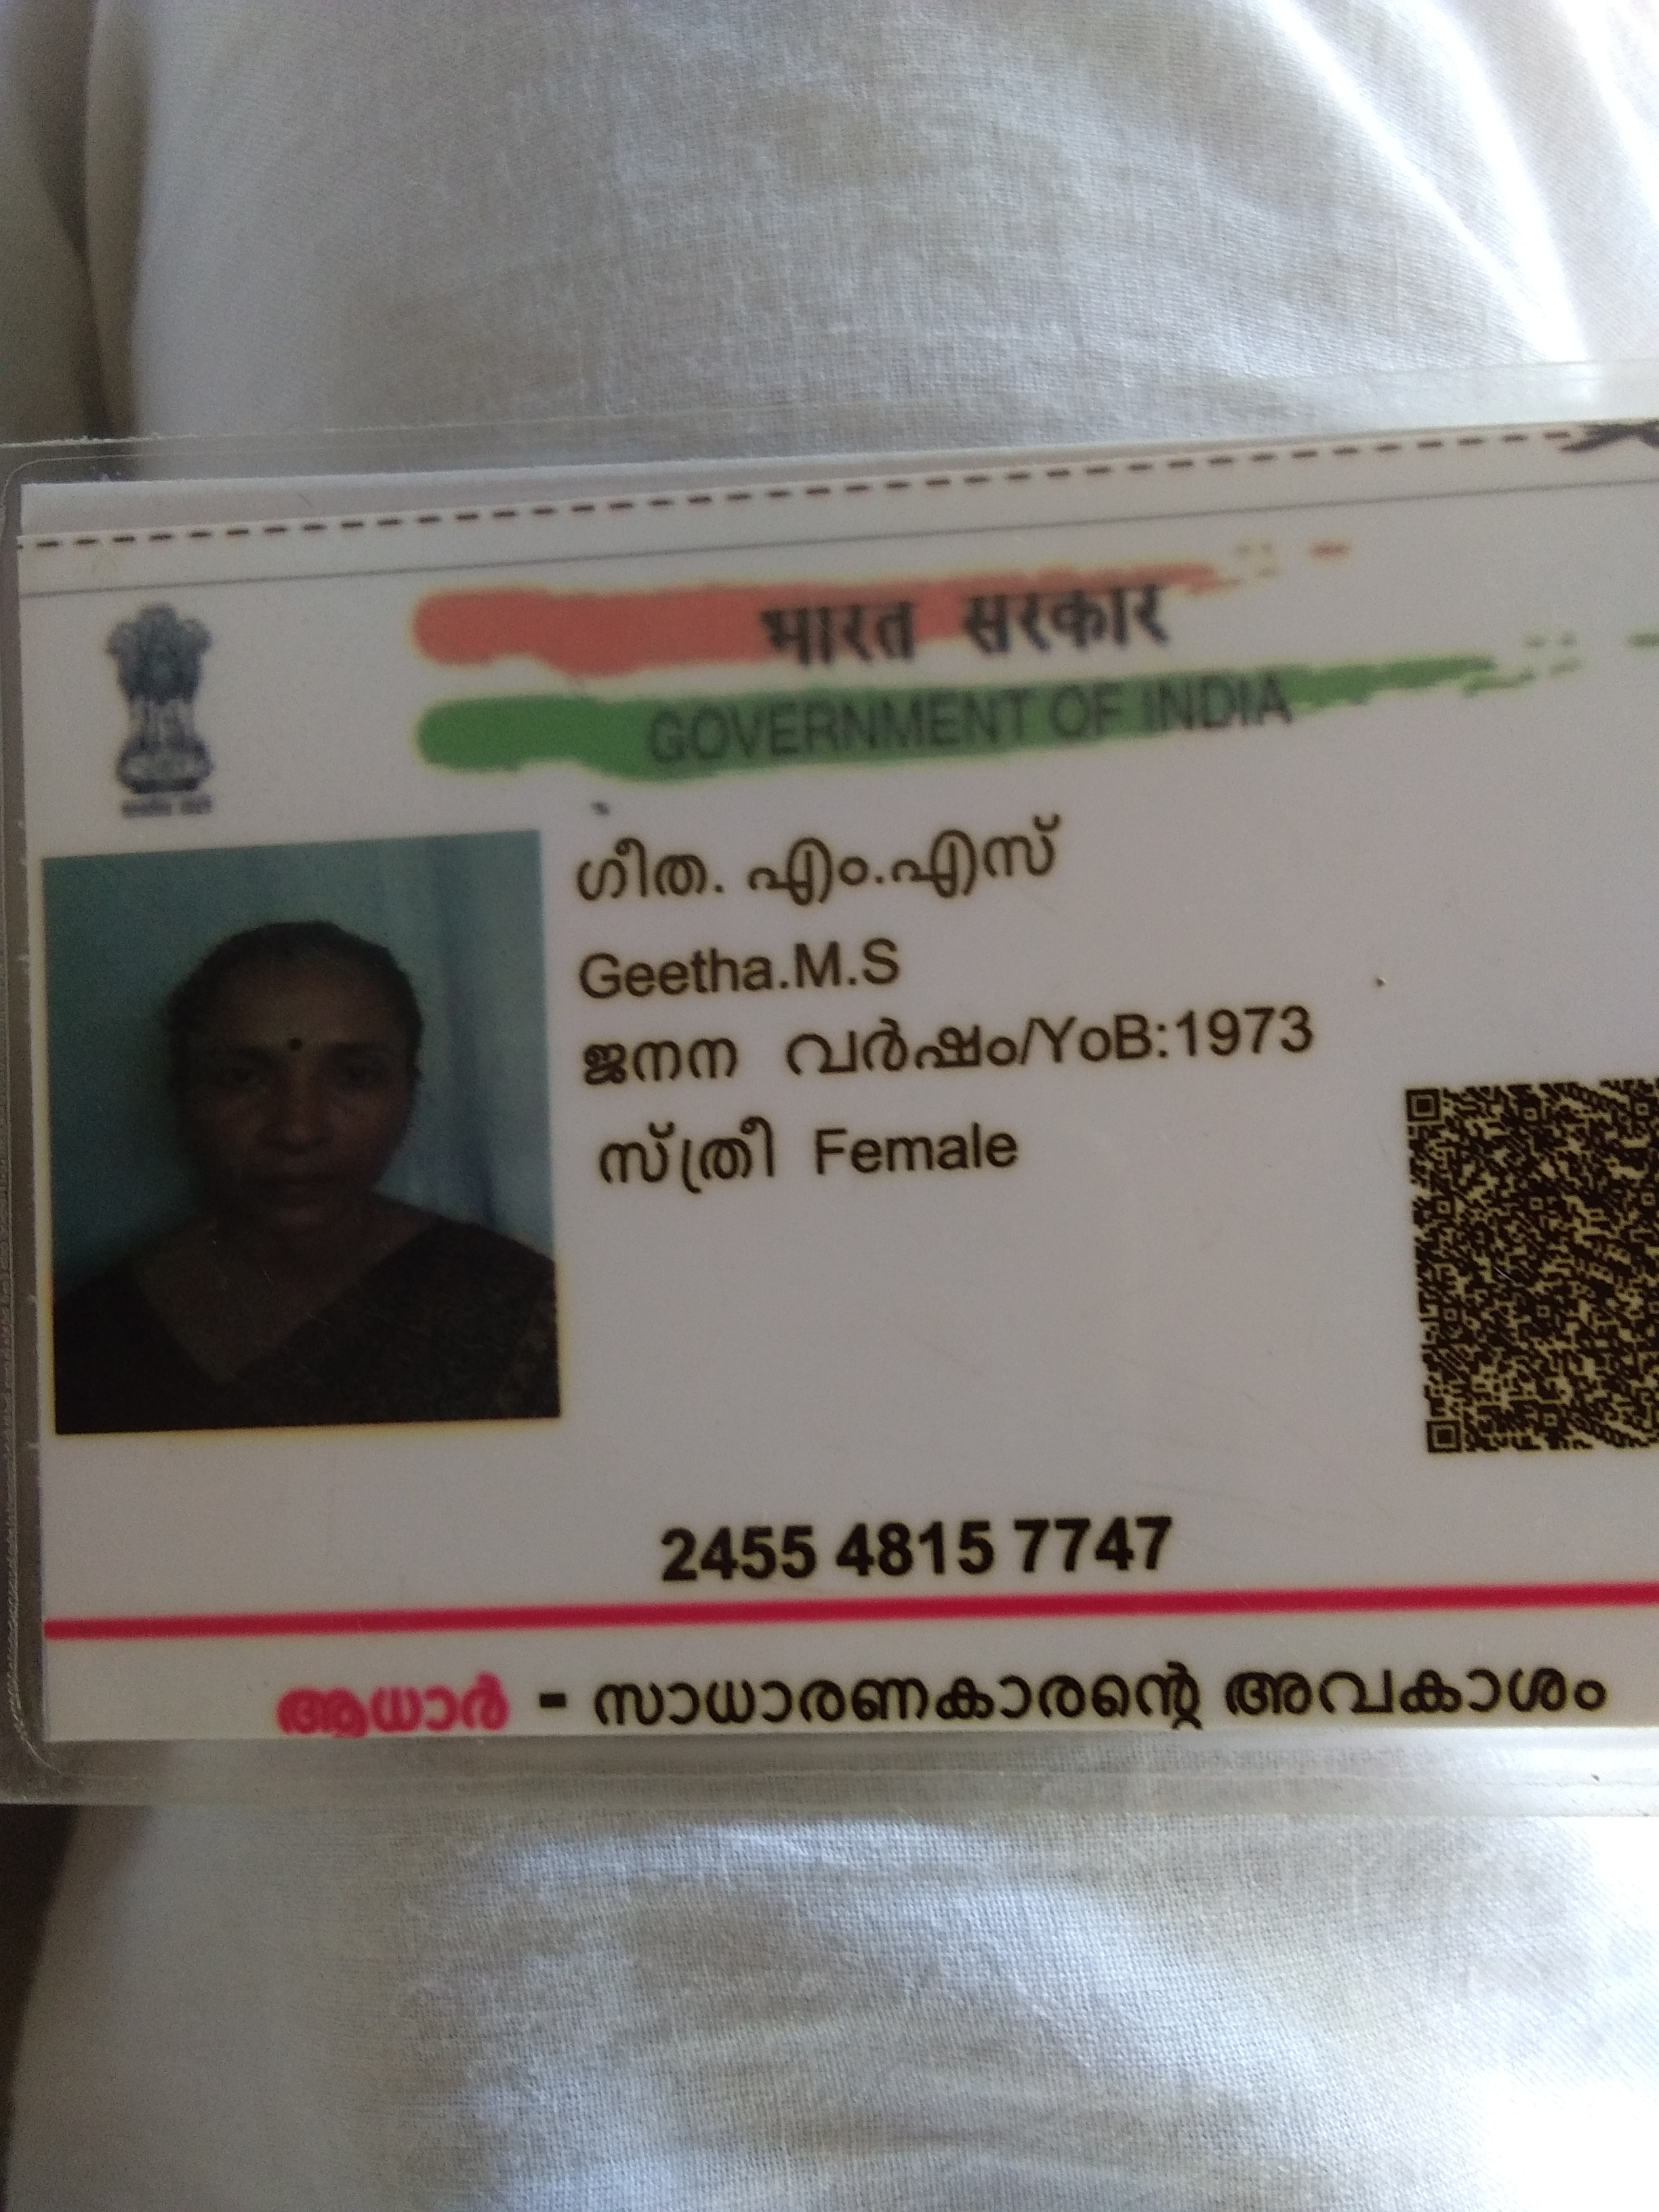 भारत सरकार
GOVERNMENT OF INDIA
ഗീത. എം.എസ്
Geetha.M.S
ജനന വർഷം/YoB:1973
സ്ത്രീ Female
2455 4815 7747
ആധാർ - സാധാരണകാരന്റെ അവകാശം